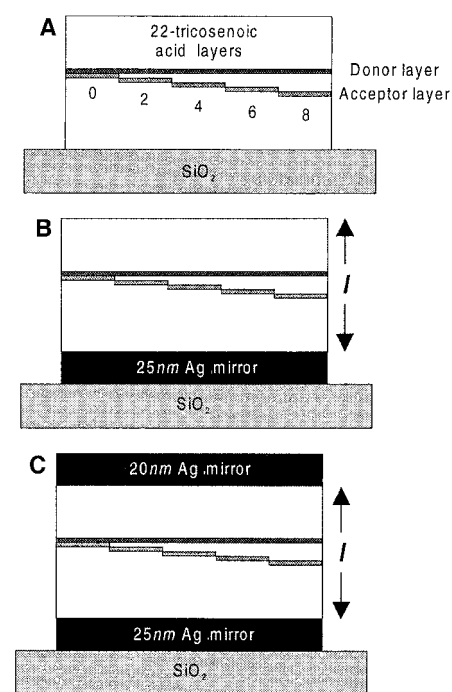 A
22-tricosenoic
acid layers
Donor layer
Acceptor layer
0 2 4 6 8
SiO2
B
l
25nm Ag.mirror
SiO2
C
20nm Ag.mirror
l
25nm Ag.mirror
SiO2